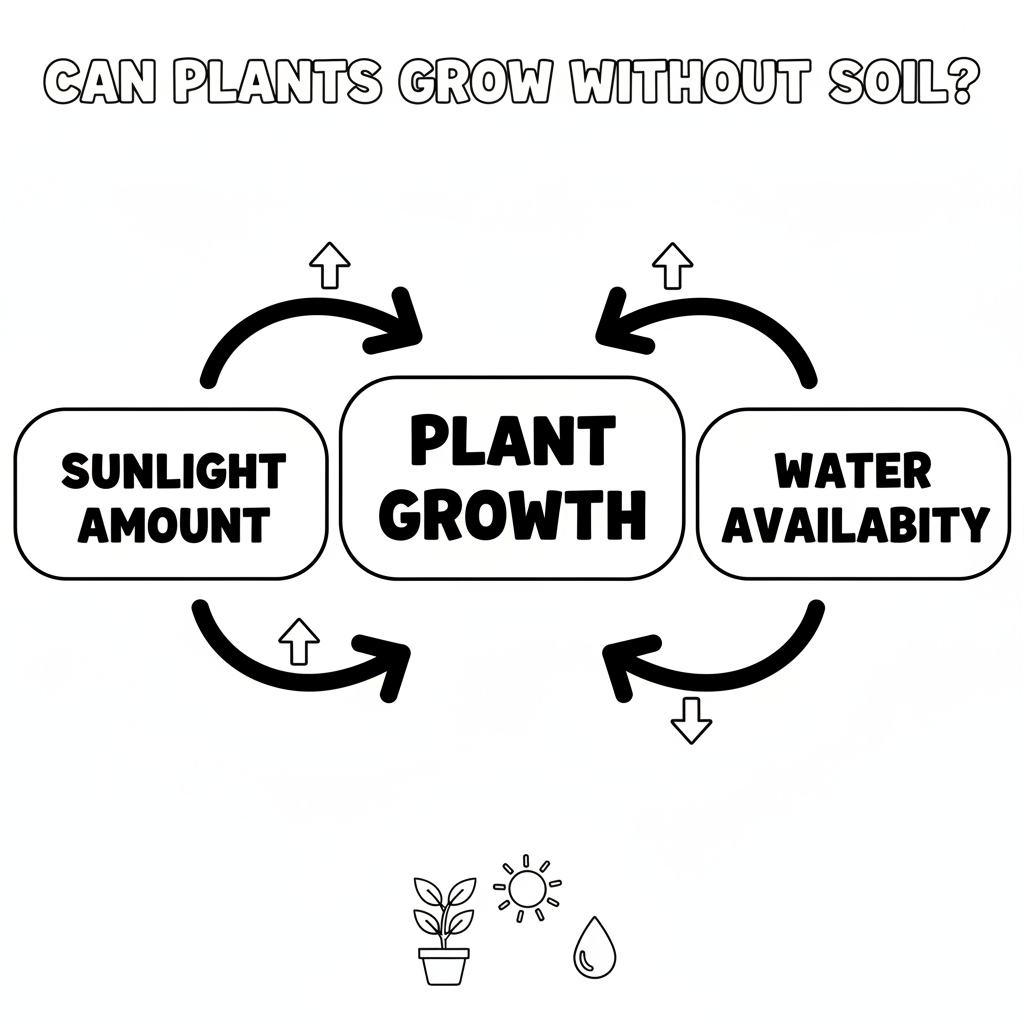 CAN PLANTS GROW WITHOUT SOIL?
SUNLIGHT
AMOUNT
PLANT
GROWTH
WATER
AVAILABITY